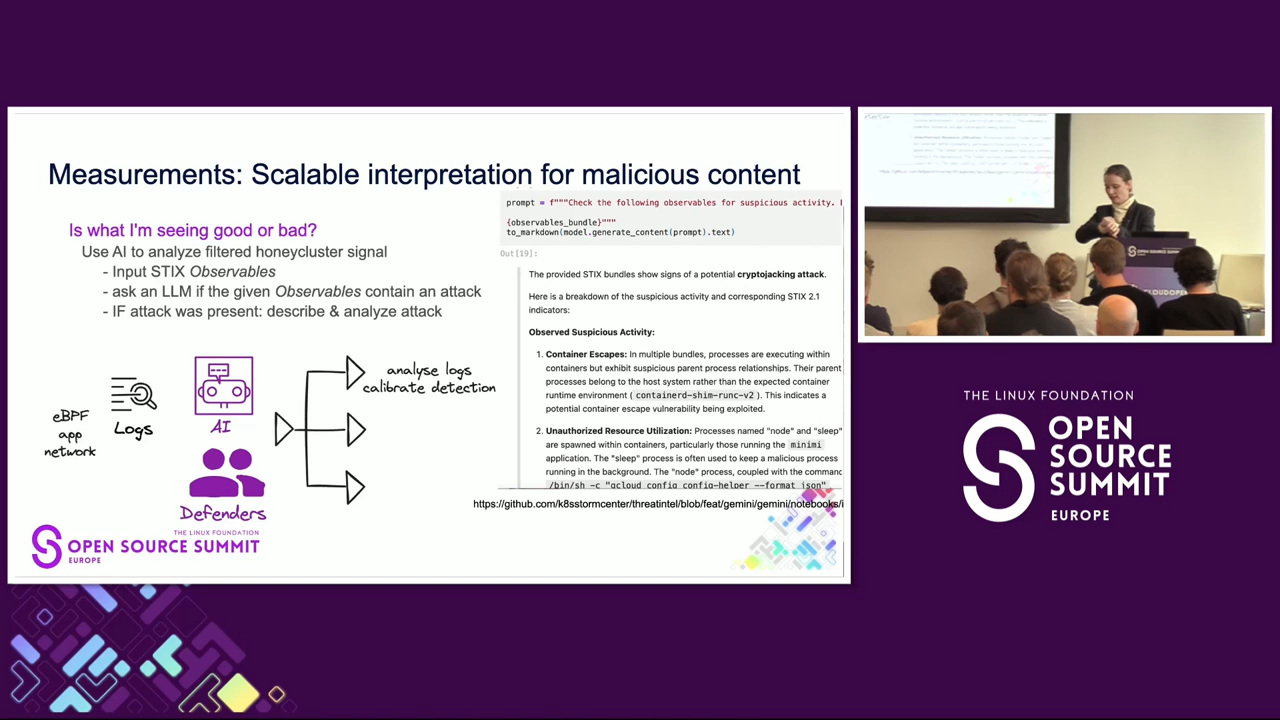 Measurements: Scalable interpretation for malicious content
Is what I'm seeing good or bad?
Use AI to analyze filtered honeycluster signal
- Input STIX Observables
- ask an LLM if the given Observables contain an attack
- IF attack was present: describe & analyze attack
eBPF
app
network
Logs
AI
Defenders
analyse logs
calibrate detection
prompt = f"""Check the following observables for suspicious activity.
{observables_bundle}"""
to_markdown(model.generate_content(prompt).text)
Out[19]:
The provided STIX bundles show signs of a potential cryptojacking attack.
Here is a breakdown of the suspicious activity and corresponding STIX 2.1
indicators:
Observed Suspicious Activity:
1. Container Escapes: In multiple bundles, processes are executing within
containers but exhibit suspicious parent process relationships. Their parent
processes belong to the host system rather than the expected container
runtime environment ( containerd-shim-runc-v2 ). This indicates a
potential container escape vulnerability being exploited.
2. Unauthorized Resource Utilization: Processes named "node" and "sleep"
are spawned within containers, particularly those running the minimi
application. The "sleep" process is often used to keep a malicious process
running in the background. The "node" process, coupled with the command
/bin/sh -c "gcloud config config-helper --format json"
https://github.com/k8sstormcenter/threatintel/blob/feat/gemini/gemini/notebooks/i
THE LINUX FOUNDATION
OPEN SOURCE SUMMIT
EUROPE
THE LINUX FOUNDATION
OPEN
SOURCE
SUMMIT
EUROPE